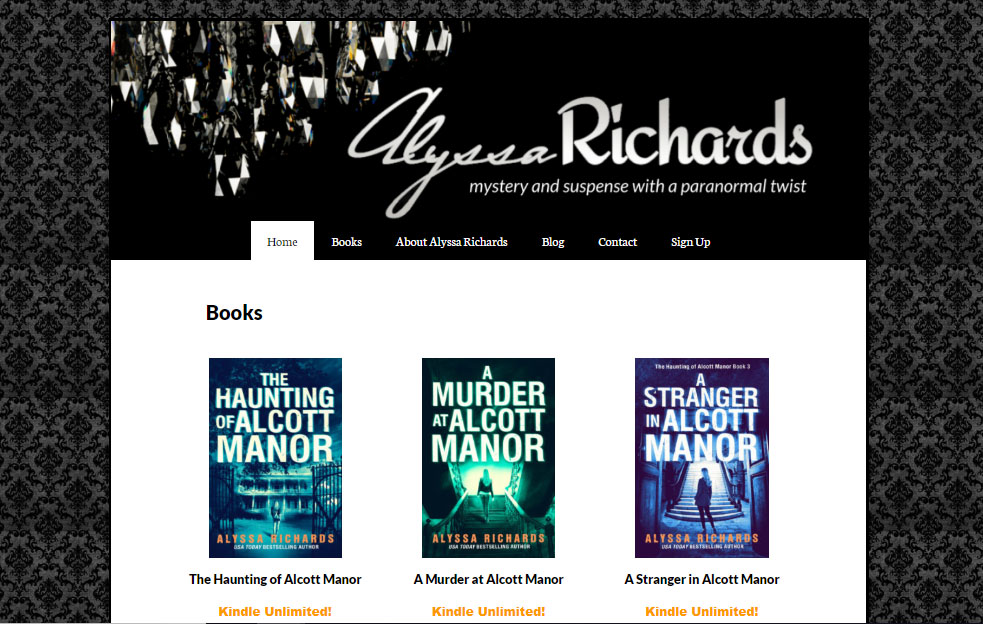 Alyssa Richards
mystery and suspense with a paranormal twist
Home Books About Alyssa Richards Blog Contact Sign Up
Books
THE
HAUNTING
OF ALCOTT
MANOR
ALYSSA RICHARDS
USA TODAY BESTSELLING AUTHOR
A
MURDER
AT ALCOTT
MANOR
ALYSSA RICHARDS
USA TODAY BESTSELLING AUTHOR
The Haunting of Alcott Manor Book 3
A
STRANGER
IN ALCOTT
MANOR
ALYSSA RICHARDS
USA TODAY BESTSELLING AUTHOR
The Haunting of Alcott Manor A Murder at Alcott Manor A Stranger in Alcott Manor
Kindle Unlimited! Kindle Unlimited! Kindle Unlimited!